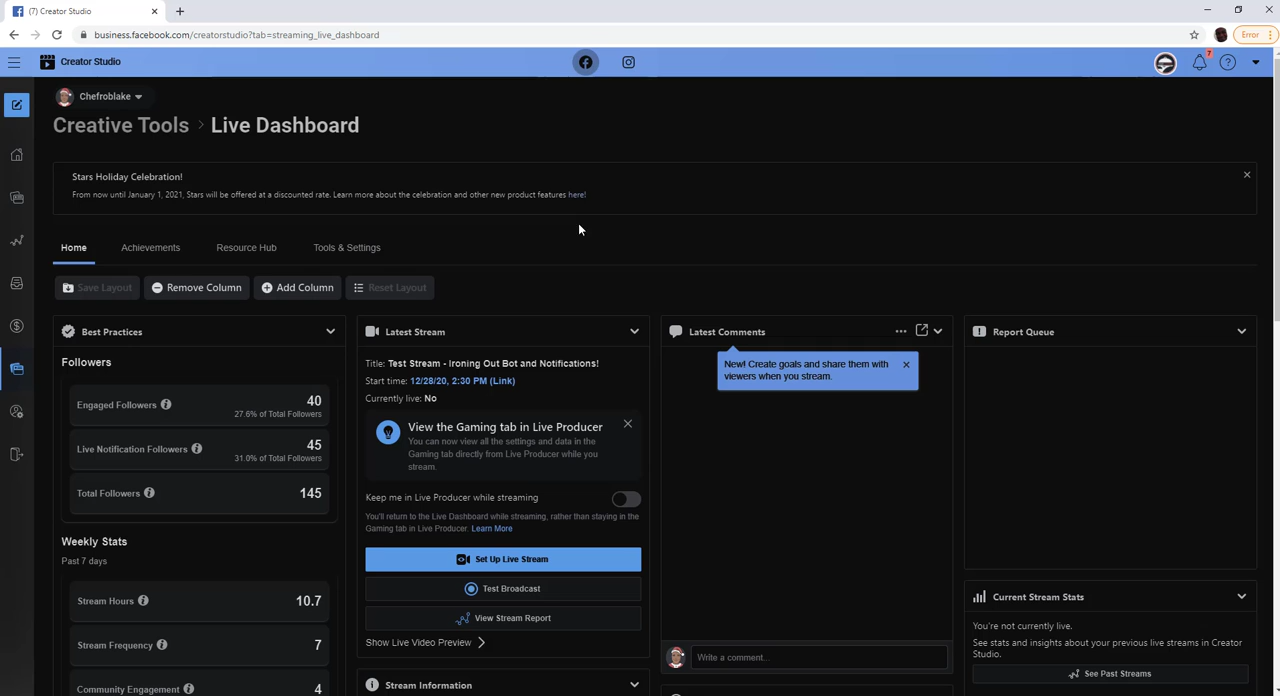 (7) Creator Studio
business.facebook.com/creatorstudio?tab=streaming_live_dashboard
Error
Creator Studio
7
Chefroblake
Creative Tools > Live Dashboard
Stars Holiday Celebration!
From now until January 1, 2021, Stars will be offered at a discounted rate. Learn more about the celebration and other new product features here!
Home Achievements Resource Hub Tools & Settings
Save Layout Remove Column Add Column Reset Layout
Best Practices
Followers
Engaged Followers 40
27.6% of Total Followers
Live Notification Followers 45
31.0% of Total Followers
Total Followers 145
Weekly Stats
Past 7 days
Stream Hours 10.7
Stream Frequency 7
Community Engagement 4
Latest Stream
Title: Test Stream - Ironing Out Bot and Notifications!
Start time: 12/28/20, 2:30 PM (Link)
Currently live: No
View the Gaming tab in Live Producer
You can now view all the settings and data in the
Gaming tab directly from Live Producer while you
stream.
Keep me in Live Producer while streaming
You'll return to the Live Dashboard while streaming, rather than staying in the
Gaming tab in Live Producer. Learn More
Set Up Live Stream
Test Broadcast
View Stream Report
Show Live Video Preview
Stream Information
Latest Comments
New! Create goals and share them with
viewers when you stream.
Write a comment...
Report Queue
Current Stream Stats
You're not currently live.
See stats and insights about your previous live streams in Creator
Studio.
See Past Streams